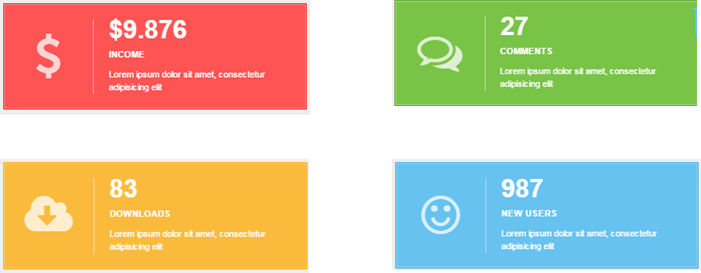 $9.876
INCOME
Lorem ipsum dolor sit amet, consectetur
adipisicing elit
27
COMMENTS
Lorem ipsum dolor sit amet, consectetur
adipisicing elit
83
DOWNLOADS
Lorem ipsum dolor sit amet, consectetur
adipisicing elit
987
NEW USERS
Lorem ipsum dolor sit amet, consectetur
adipisicing elit